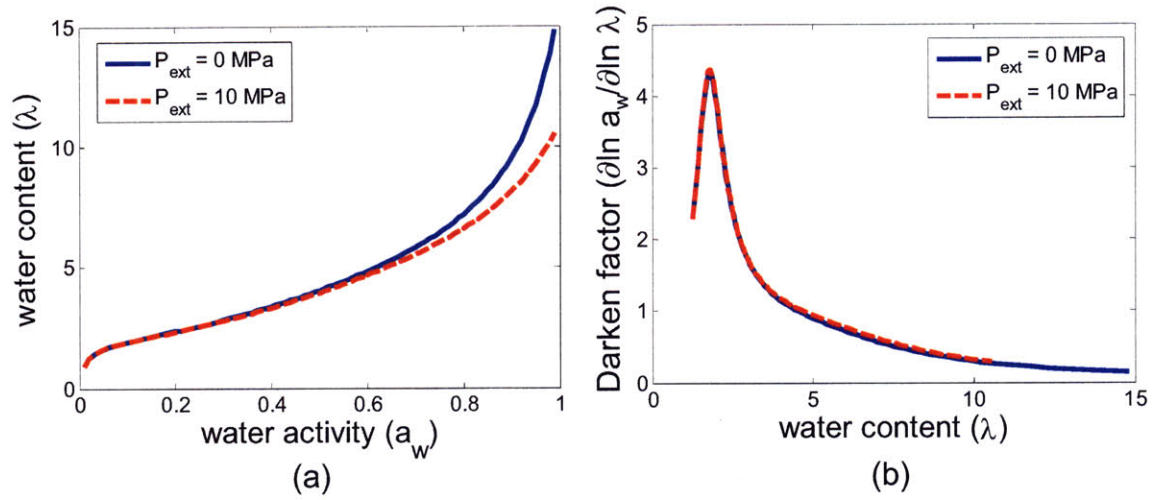 15
10
5
0
water content (λ)
P_ext = 0 MPa
P_ext = 10 MPa
0
0.2
0.4
0.6
0.8
1
water activity (a_w)
(a)
5
4
3
2
1
0
Darken factor (∂ln a_w/∂ln λ)
P_ext = 0 MPa
P_ext = 10 MPa
0
5
10
15
water content (λ)
(b)